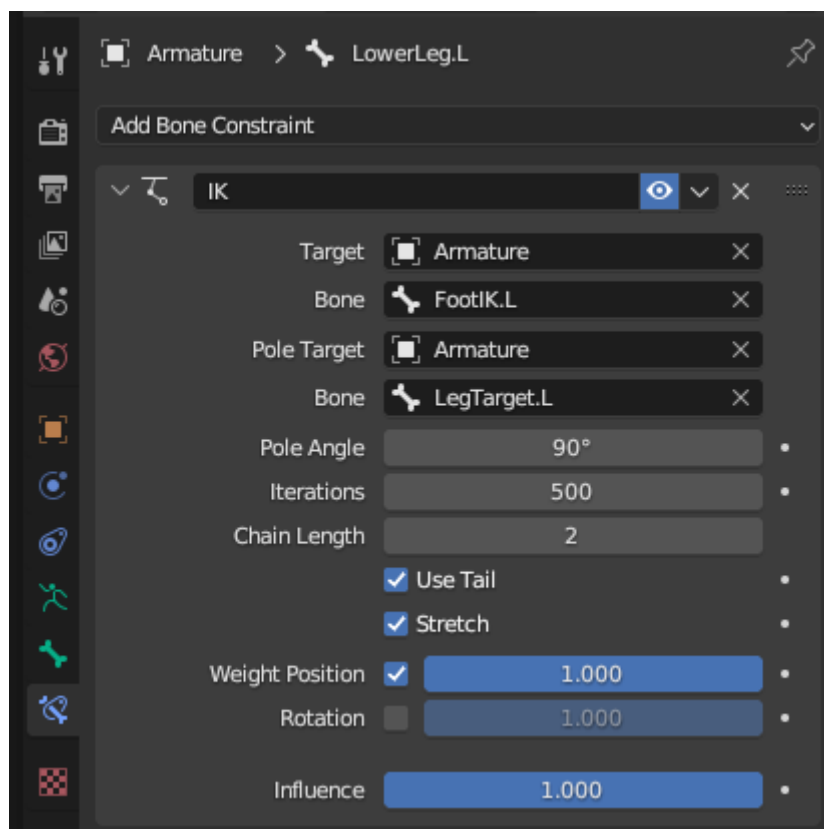 Armature > LowerLeg.L
Add Bone Constraint
IK
Target Armature
Bone FootIK.L
Pole Target Armature
Bone LegTarget.L
Pole Angle 90°
Iterations 500
Chain Length 2
Use Tail
Stretch
Weight Position 1.000
Rotation 1.000
Influence 1.000